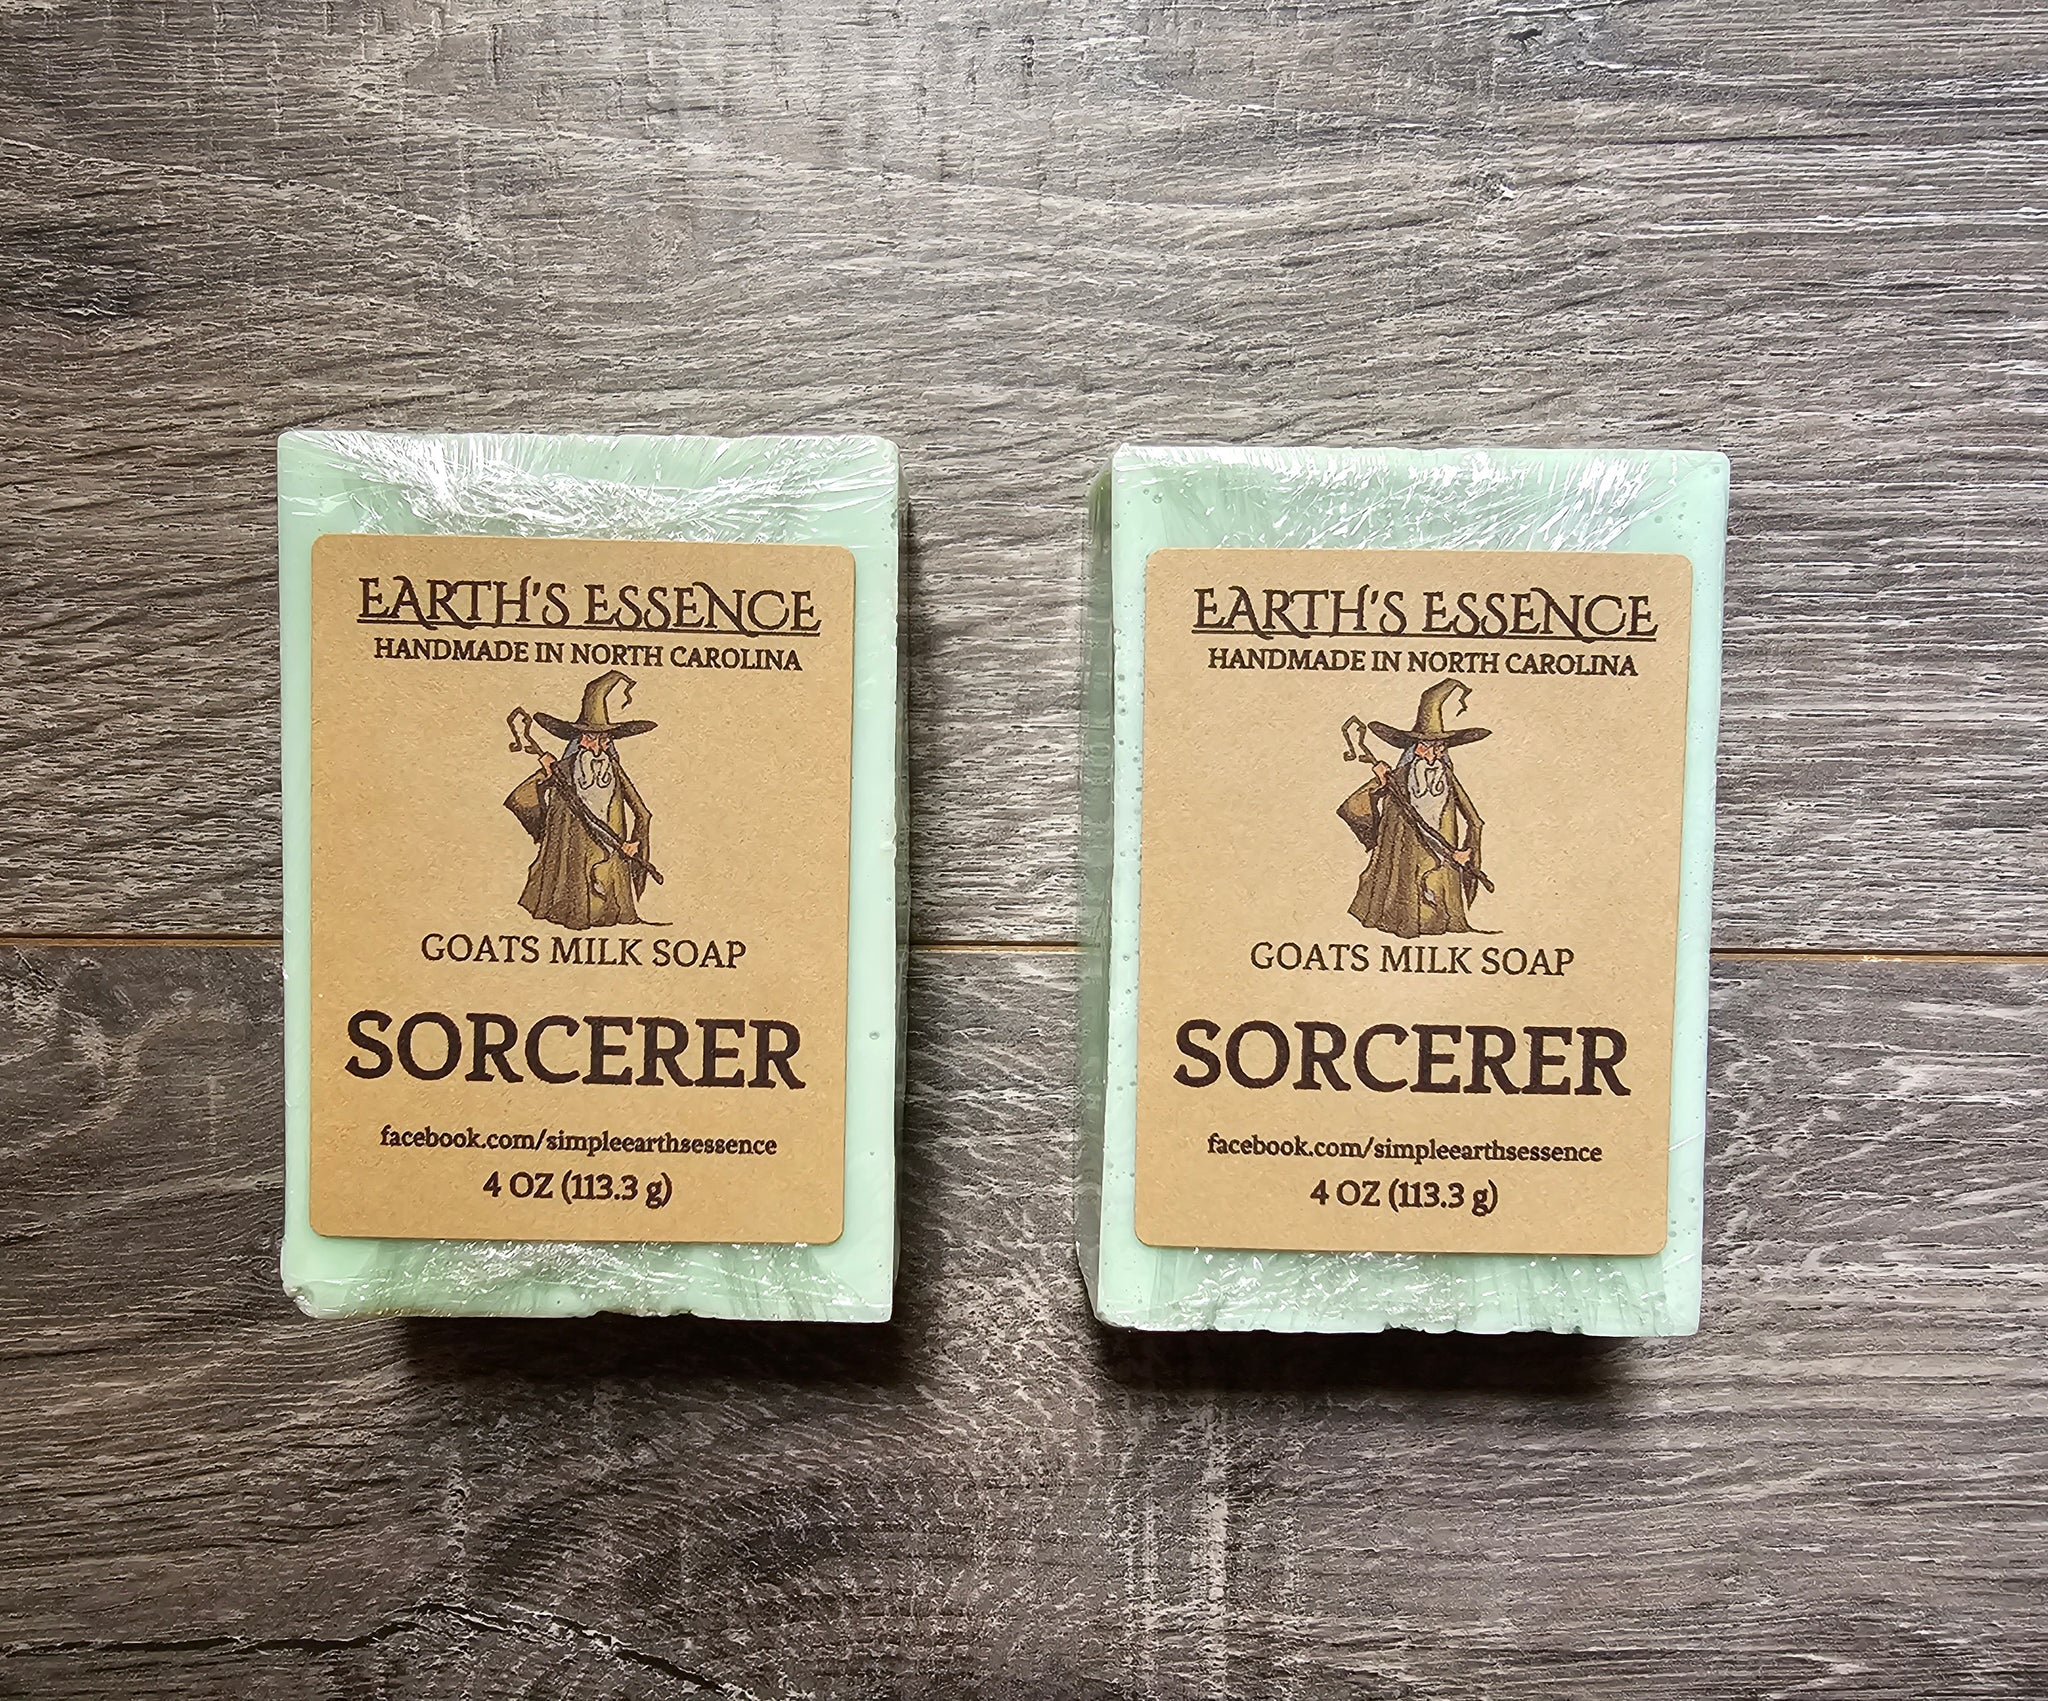 EARTH'S ESSENCE
HANDMADE IN NORTH CAROLINA
GOATS MILK SOAP
SORCERER
facebook.com/simpleearthsessence
4 OZ (113.3 g)
EARTH'S ESSENCE
HANDMADE IN NORTH CAROLINA
GOATS MILK SOAP
SORCERER
facebook.com/simpleearthsessence
4 OZ (113.3 g)